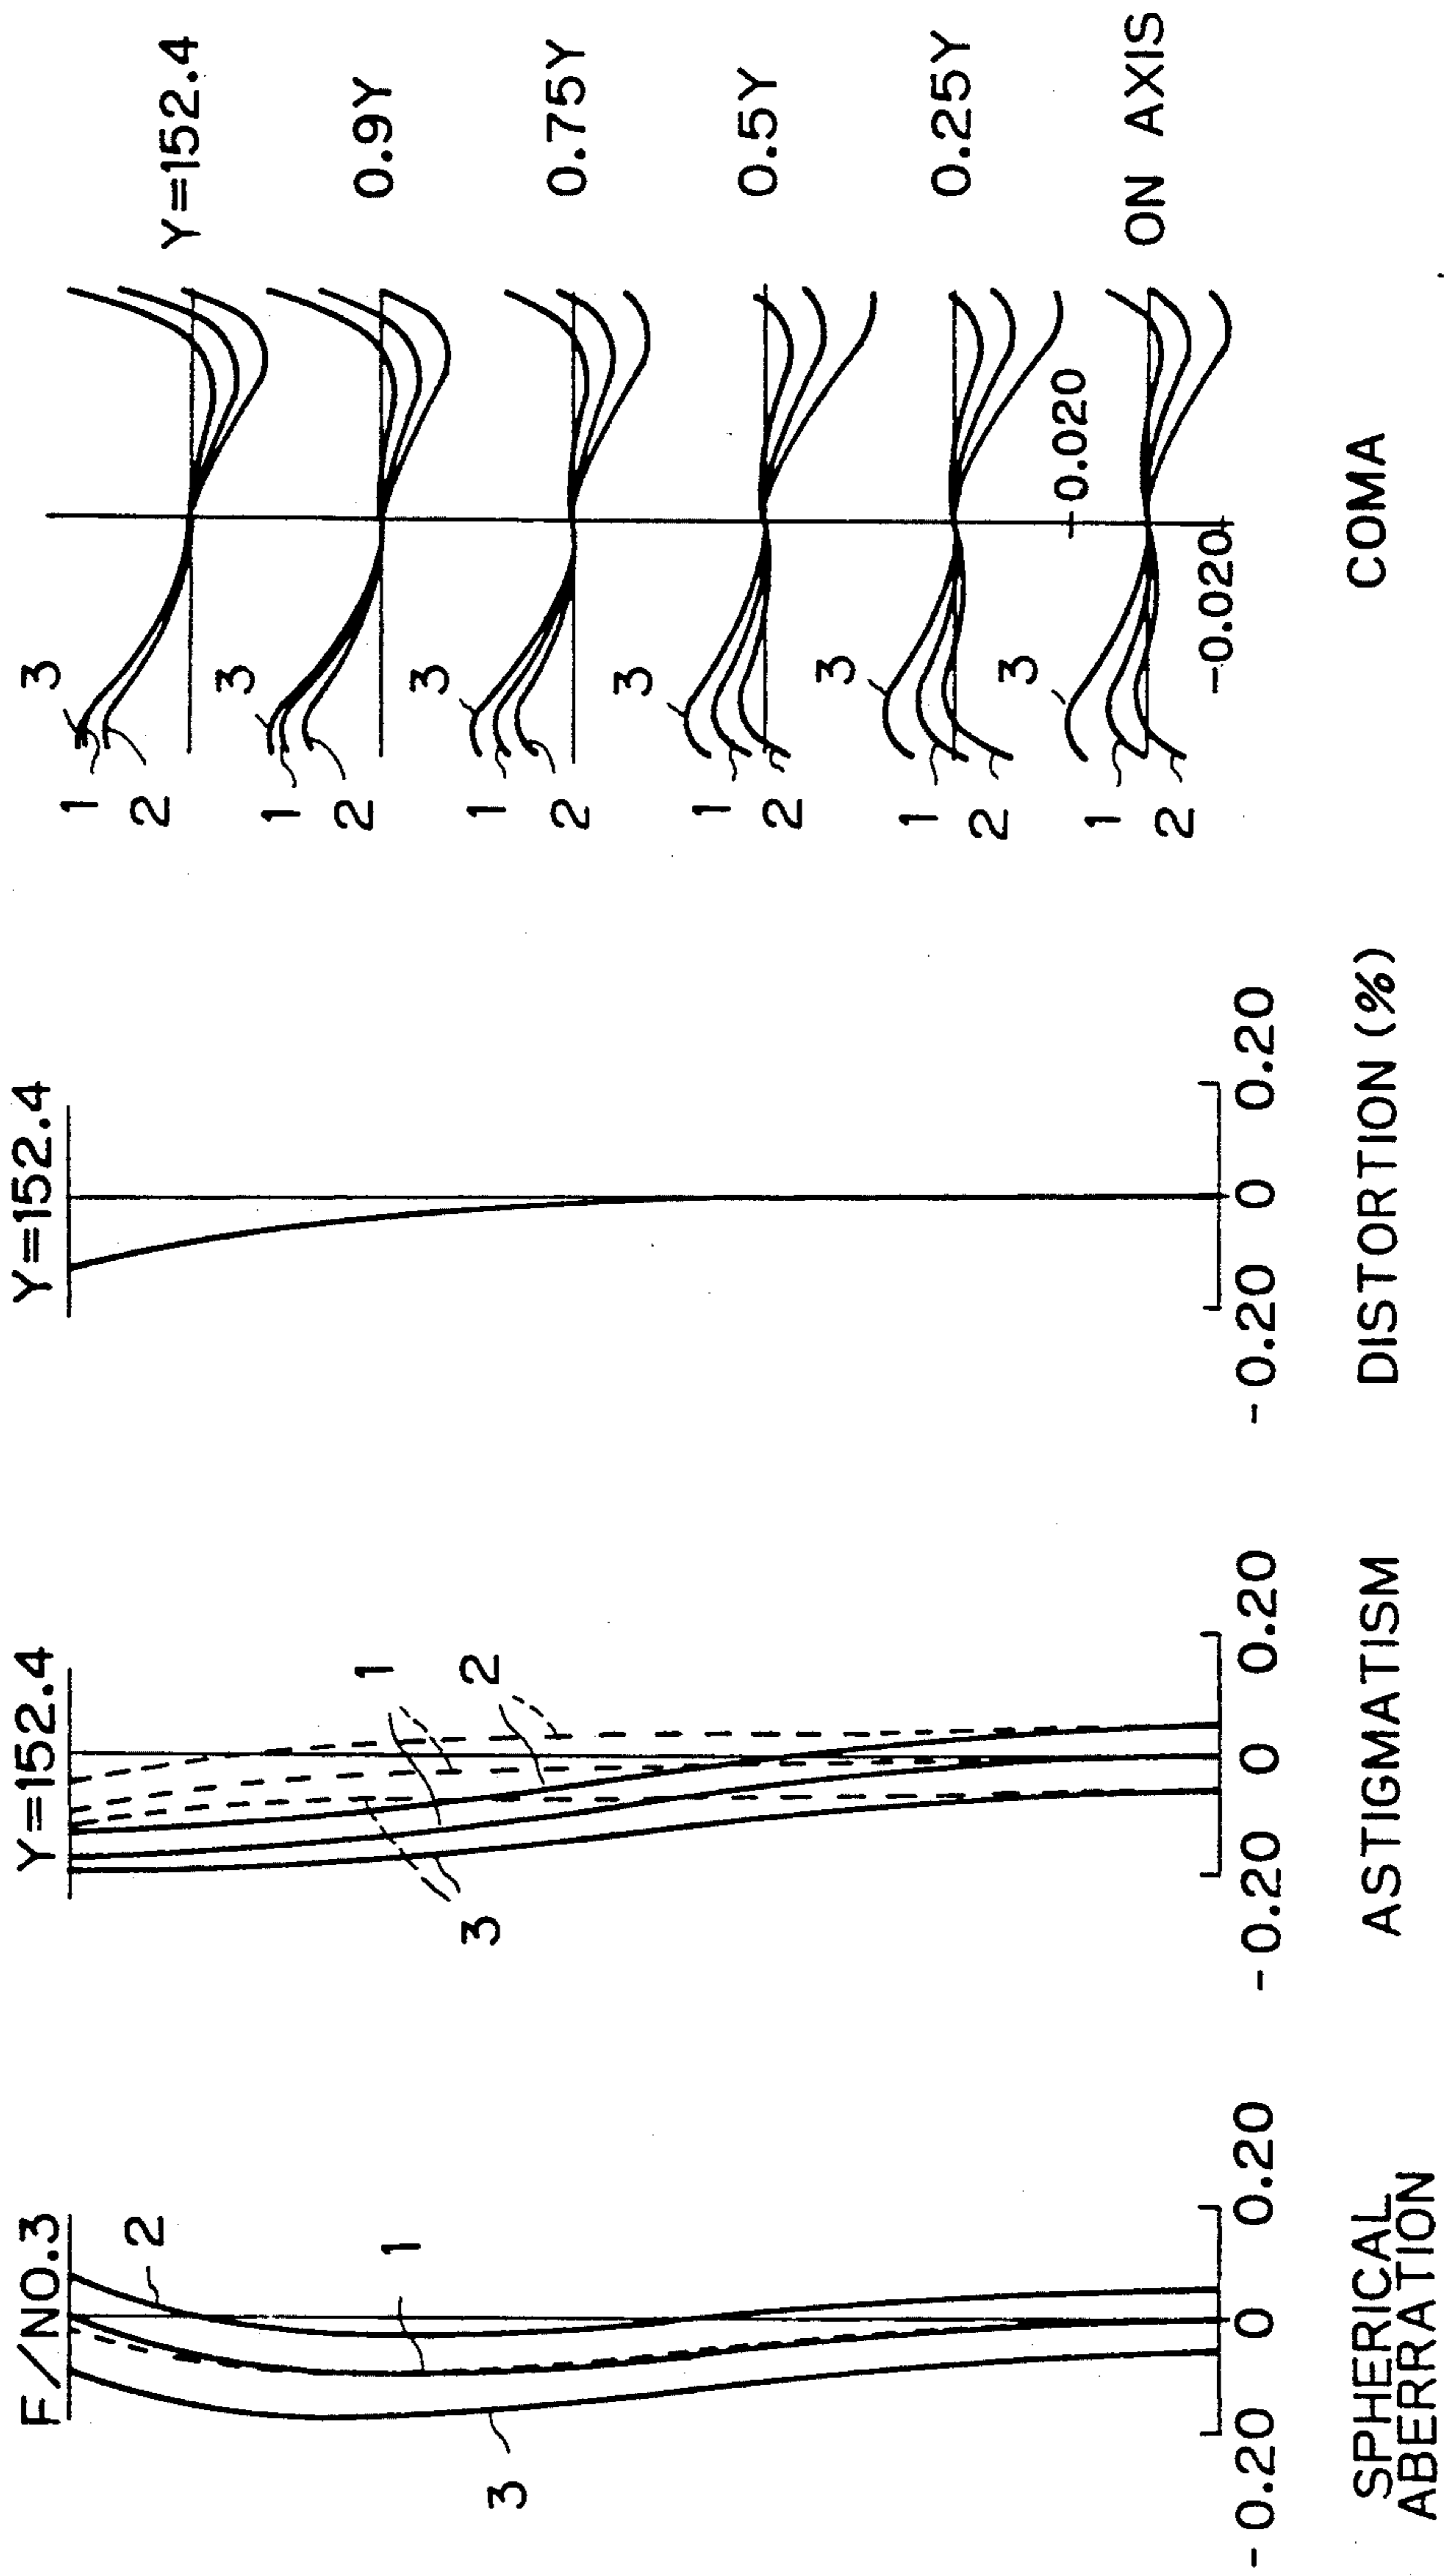 F/NO.3
2
1
3
-0.20 0 0.20
SPHERICAL
ABERRATION
Y=152.4
1
2
3
-0.20 0 0.20
ASTIGMATISM
Y=152.4
-0.20 0 0.20
DISTORTION (%)
3
1
2
Y=152.4
3
1
2
0.9Y
3
1
2
0.75Y
3
1
2
0.5Y
3
1
2
0.25Y
0.020
3
1
2
ON AXIS
-0.020
COMA